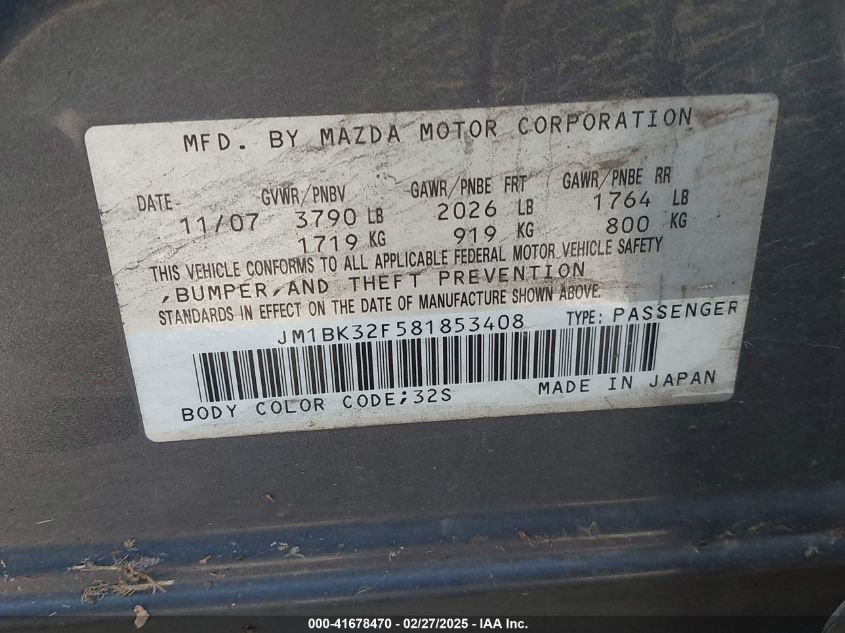 MFD. BY MAZDA MOTOR CORPORATION
DATE GVWR/PNBV GAWR/PNBE FRT GAWR/PNBE RR
11/07 3790 LB 2026 LB 1764 LB
1719 KG 919 KG 800 KG
THIS VEHICLE CONFORMS TO ALL APPLICABLE FEDERAL MOTOR VEHICLE SAFETY
,BUMPER,AND THEFT PREVENTION
STANDARDS IN EFFECT ON THE DATE OF MANUFACTURE SHOWN ABOVE.
JM1BK32F581853408 TYPE: PASSENGER
BODY COLOR CODE;32S MADE IN JAPAN
000-41678470 - 02/27/2025 - IAA Inc.